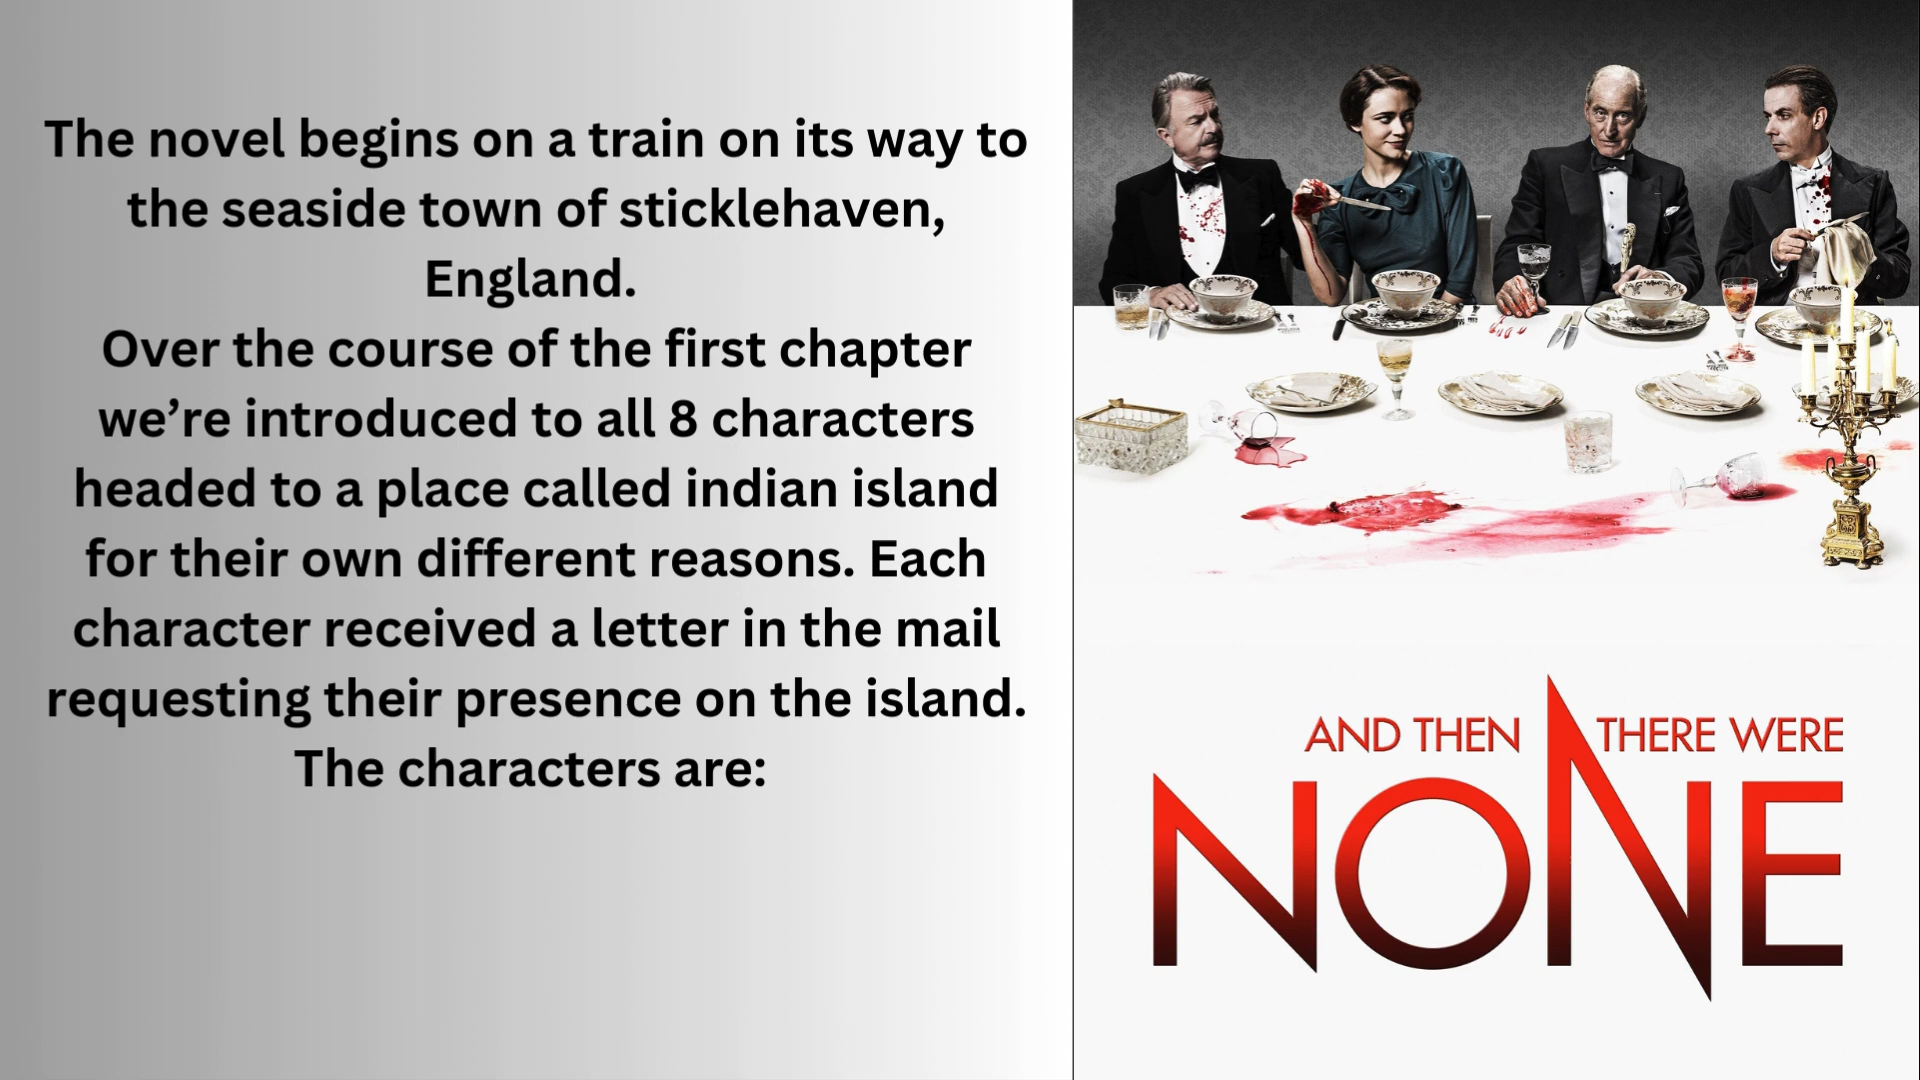 The novel begins on a train on its way to
the seaside town of sticklehaven,
England.
Over the course of the first chapter
we’re introduced to all 8 characters
headed to a place called indian island
for their own different reasons. Each
character received a letter in the mail
requesting their presence on the island.
The characters are:
AND THEN THERE WERE
NONE